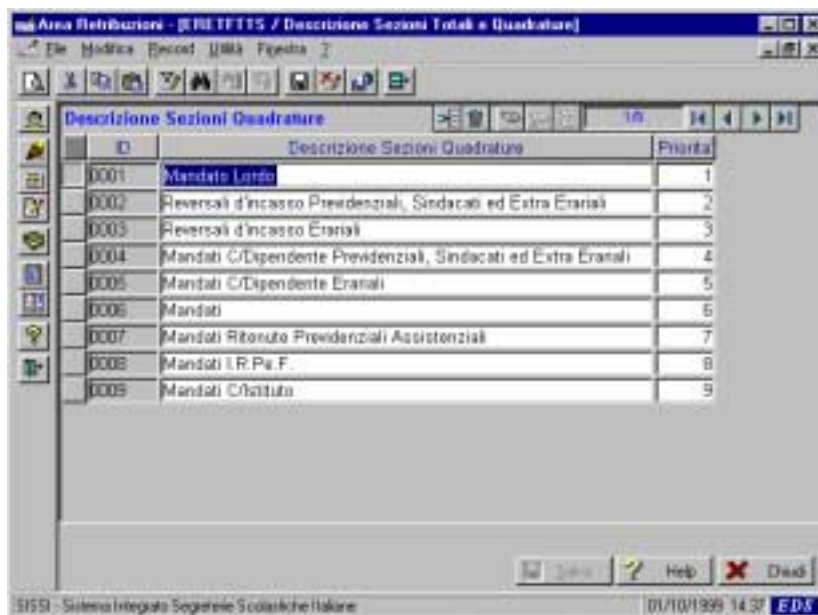 Area Retribuzioni - [ERETFTTS / Descrizione Sezioni Totali e Quadrature]
File Modifica Record Utilità Finestra ?
Descrizione Sezioni Quadrature 1/9
ID Descrizione Sezioni Quadrature Priorità
0001 Mandato Lordo 1
0002 Reversali d'incasso Previdenziali, Sindacati ed Extra Erariali 2
0003 Reversali d'incasso Erariali 3
0004 Mandati C/Dipendente Previdenziali, Sindacati ed Extra Erariali 4
0005 Mandati C/Dipendente Erariali 5
0006 Mandati 6
0007 Mandati Ritenute Previdenziali Assistenziali 7
0008 Mandati I.R.Pe.F. 8
0009 Mandati C/Istituto 9
Salva Help Chiudi
SISSI - Sistema Integrato Segreterie Scolastiche Italiane 01/10/1999 14.37 EDS